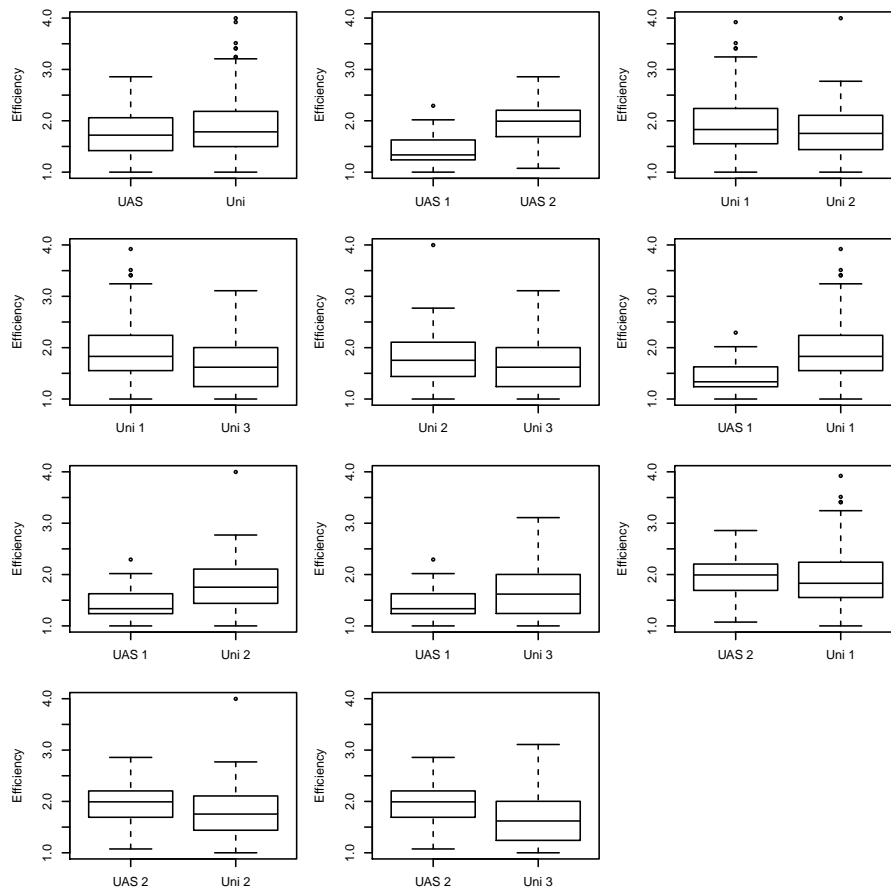 Efficiency
4.0
3.0
2.0
1.0
UAS Uni
Efficiency
4.0
3.0
2.0
1.0
UAS 1 UAS 2
Efficiency
4.0
3.0
2.0
1.0
Uni 1 Uni 2
Efficiency
4.0
3.0
2.0
1.0
Uni 1 Uni 3
Efficiency
4.0
3.0
2.0
1.0
Uni 2 Uni 3
Efficiency
4.0
3.0
2.0
1.0
UAS 1 Uni 1
Efficiency
4.0
3.0
2.0
1.0
UAS 1 Uni 2
Efficiency
4.0
3.0
2.0
1.0
UAS 1 Uni 3
Efficiency
4.0
3.0
2.0
1.0
UAS 2 Uni 1
Efficiency
4.0
3.0
2.0
1.0
UAS 2 Uni 2
Efficiency
4.0
3.0
2.0
1.0
UAS 2 Uni 3